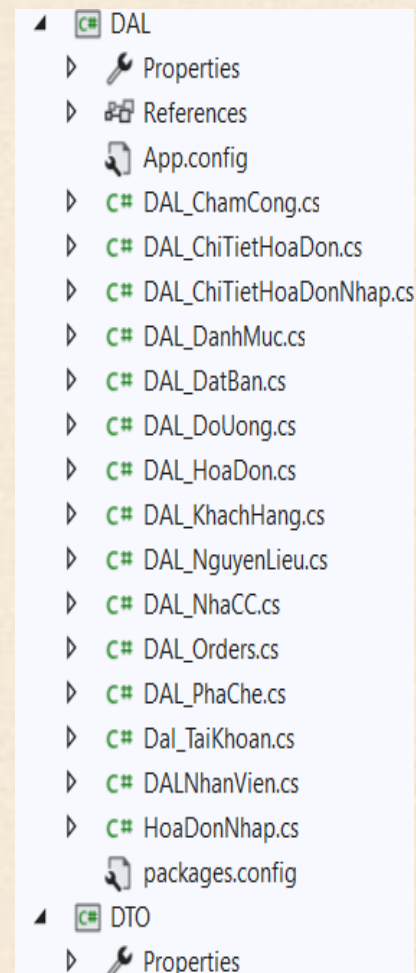 C# DAL
Properties
References
App.config
C# DAL_ChamCong.cs
C# DAL_ChiTietHoaDon.cs
C# DAL_ChiTietHoaDonNhap.cs
C# DAL_DanhMuc.cs
C# DAL_DatBan.cs
C# DAL_DoUong.cs
C# DAL_HoaDon.cs
C# DAL_KhachHang.cs
C# DAL_NguyenLieu.cs
C# DAL_NhaCC.cs
C# DAL_Orders.cs
C# DAL_PhaChe.cs
C# Dal_TaiKhoan.cs
C# DALNhanVien.cs
C# HoaDonNhap.cs
packages.config
C# DTO
Properties